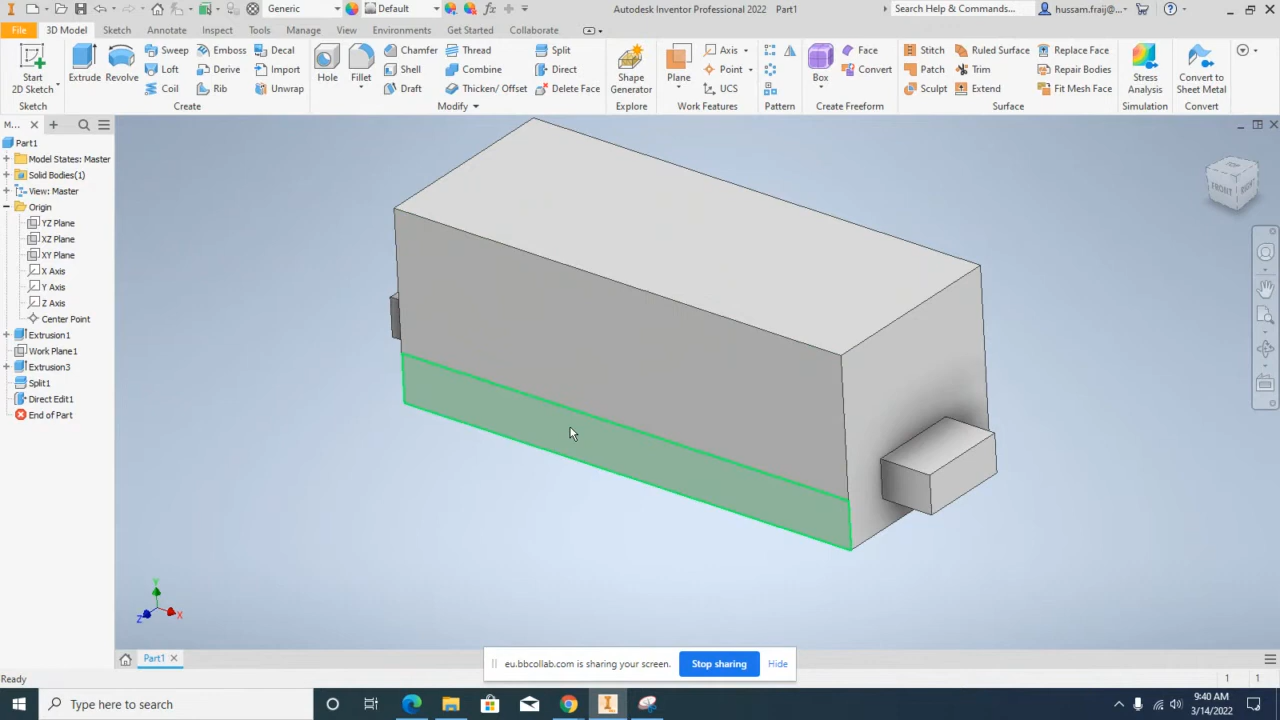 Generic Default Autodesk Inventor Professional 2022 Part1 Search Help & Commands... hussam.fraij@...
File 3D Model Sketch Annotate Inspect Tools Manage View Environments Get Started Collaborate
Start 2D Sketch Extrude Revolve Sweep Emboss Decal Hole Fillet Chamfer Thread Split Shape Generator Plane Axis Box Face Stitch Ruled Surface Replace Face Stress Analysis Convert to Sheet Metal
Loft Derive Import Shell Combine Direct Point Convert Patch Trim Repair Bodies
Coil Rib Unwrap Draft Thicken/ Offset Delete Face UCS Sculpt Extend Fit Mesh Face
Sketch Create Modify Explore Work Features Pattern Create Freeform Surface Simulation Convert
M...
Part1
Model States: Master
Solid Bodies(1)
View: Master
Origin
YZ Plane
XZ Plane
XY Plane
X Axis
Y Axis
Z Axis
Center Point
Extrusion1
Work Plane1
Extrusion3
Split1
Direct Edit1
End of Part
FRONT RIGHT
Y
Z X
Part1
eu.bbcollab.com is sharing your screen. Stop sharing Hide
Ready 1 1
Type here to search
9:40 AM
3/14/2022